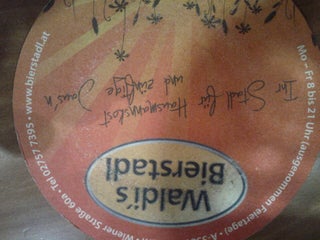 Waldi's
Bierstadl
Ihr Stadl für Hausmannskost
und zünftige
Wiener Straße 60a • Tel 02757 7395 • www.bierstadl.at
Mo - Fr 8 bis 21 Uhr (ausgenommen Feiertage)